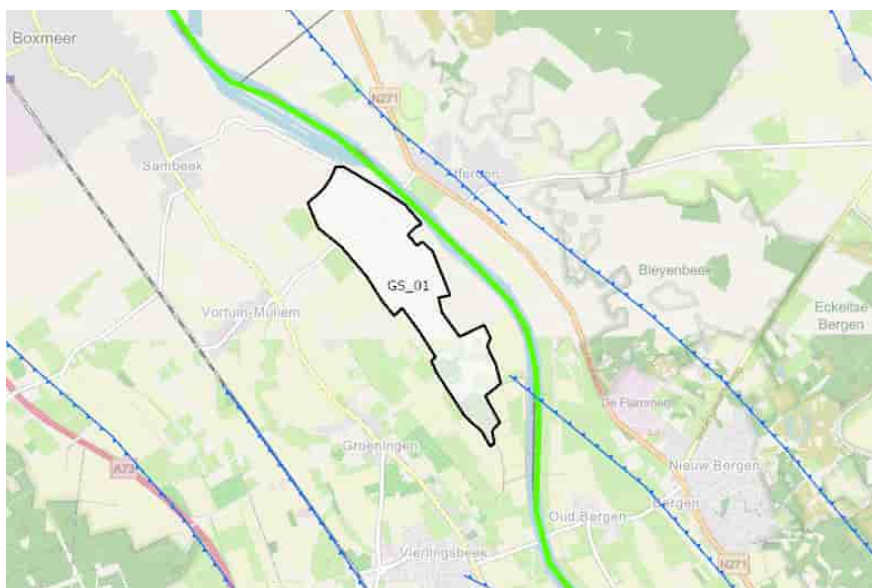 Boxmeer
N271
Sambeek
Afferden
GS_01
Bleyenbeek
Vortum-Mullem
Eckeltse
Bergen
De Flammert
A73
Groeningen
Nieuw Bergen
Bergen
Oud Bergen
Vierlingsbeek
N271